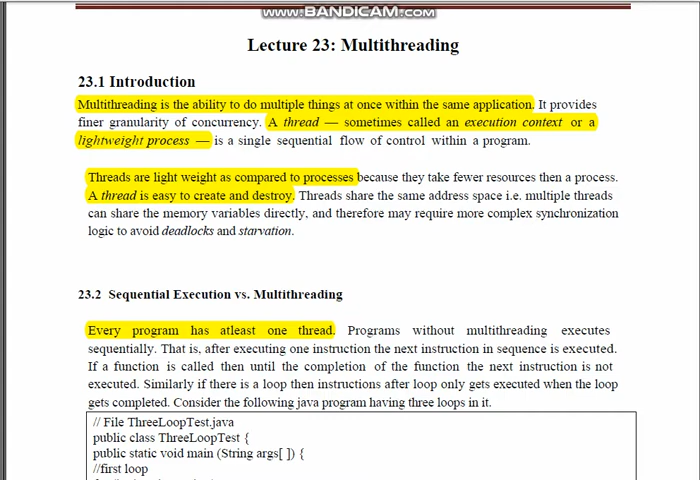 www.BANDICAM.com
Lecture 23: Multithreading
23.1 Introduction
Multithreading is the ability to do multiple things at once within the same application. It provides
finer granularity of concurrency. A thread — sometimes called an execution context or a
lightweight process — is a single sequential flow of control within a program.
Threads are light weight as compared to processes because they take fewer resources then a process.
A thread is easy to create and destroy. Threads share the same address space i.e. multiple threads
can share the memory variables directly, and therefore may require more complex synchronization
logic to avoid deadlocks and starvation.
23.2 Sequential Execution vs. Multithreading
Every program has atleast one thread. Programs without multithreading executes
sequentially. That is, after executing one instruction the next instruction in sequence is executed.
If a function is called then until the completion of the function the next instruction is not
executed. Similarly if there is a loop then instructions after loop only gets executed when the loop
gets completed. Consider the following java program having three loops in it.
// File ThreeLoopTest.java
public class ThreeLoopTest {
public static void main (String args[ ]) {
//first loop